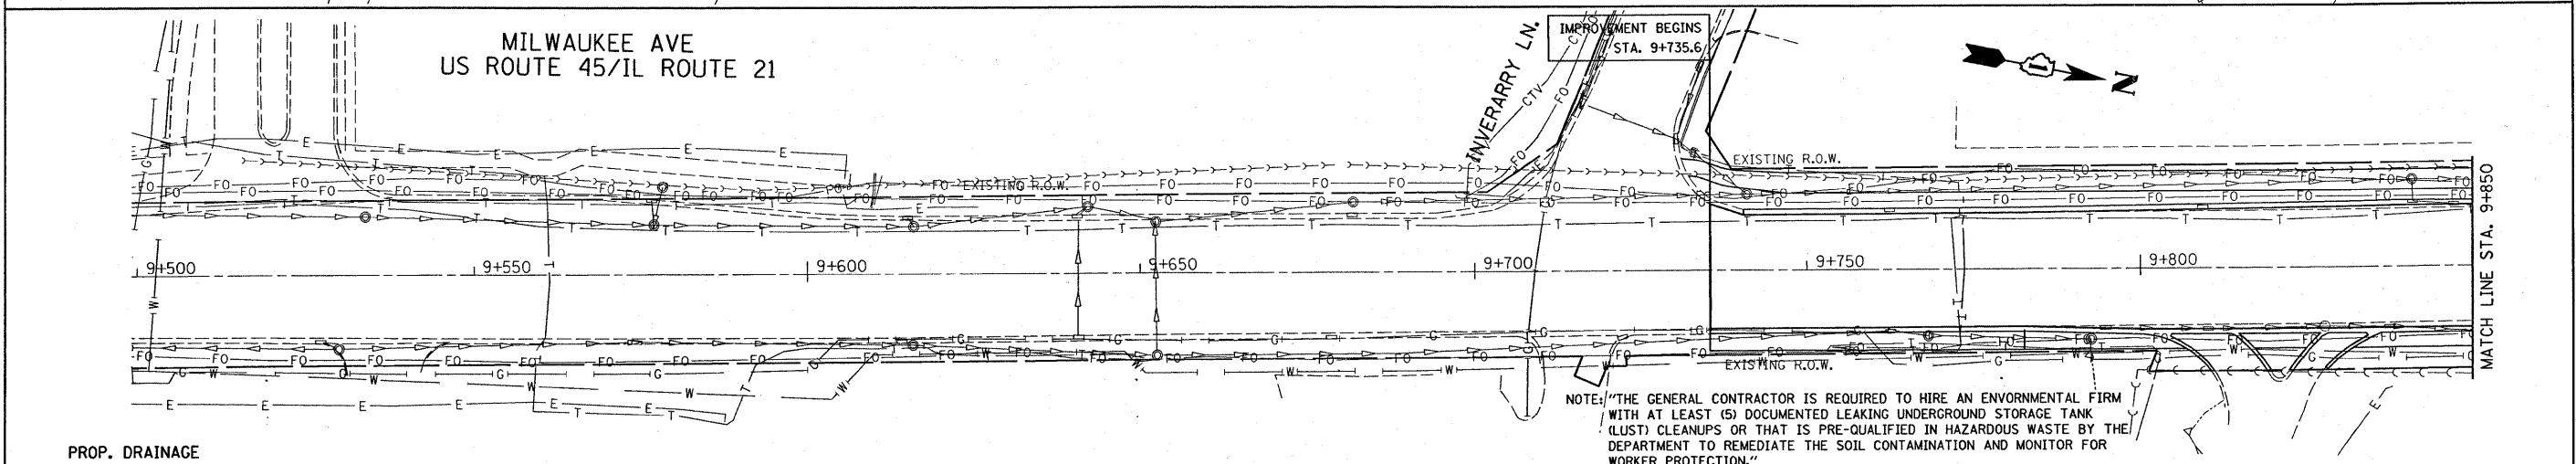 MILWAUKEE AVE
US ROUTE 45/IL ROUTE 21
INVERARRY LN.
IMPROVEMENT BEGINS
STA. 9+735.6
N
EXISTING R.O.W.
EXISTING R.O.W.
9+500
9+550
9+600
9+650
9+700
9+750
9+800
MATCH LINE STA. 9+850
EXISTING R.O.W.
NOTE: "THE GENERAL CONTRACTOR IS REQUIRED TO HIRE AN ENVORNMENTAL FIRM
WITH AT LEAST (5) DOCUMENTED LEAKING UNDERGROUND STORAGE TANK
(LUST) CLEANUPS OR THAT IS PRE-QUALIFIED IN HAZARDOUS WASTE BY THE
DEPARTMENT TO REMEDIATE THE SOIL CONTAMINATION AND MONITOR FOR
WORKER PROTECTION."
PROP. DRAINAGE